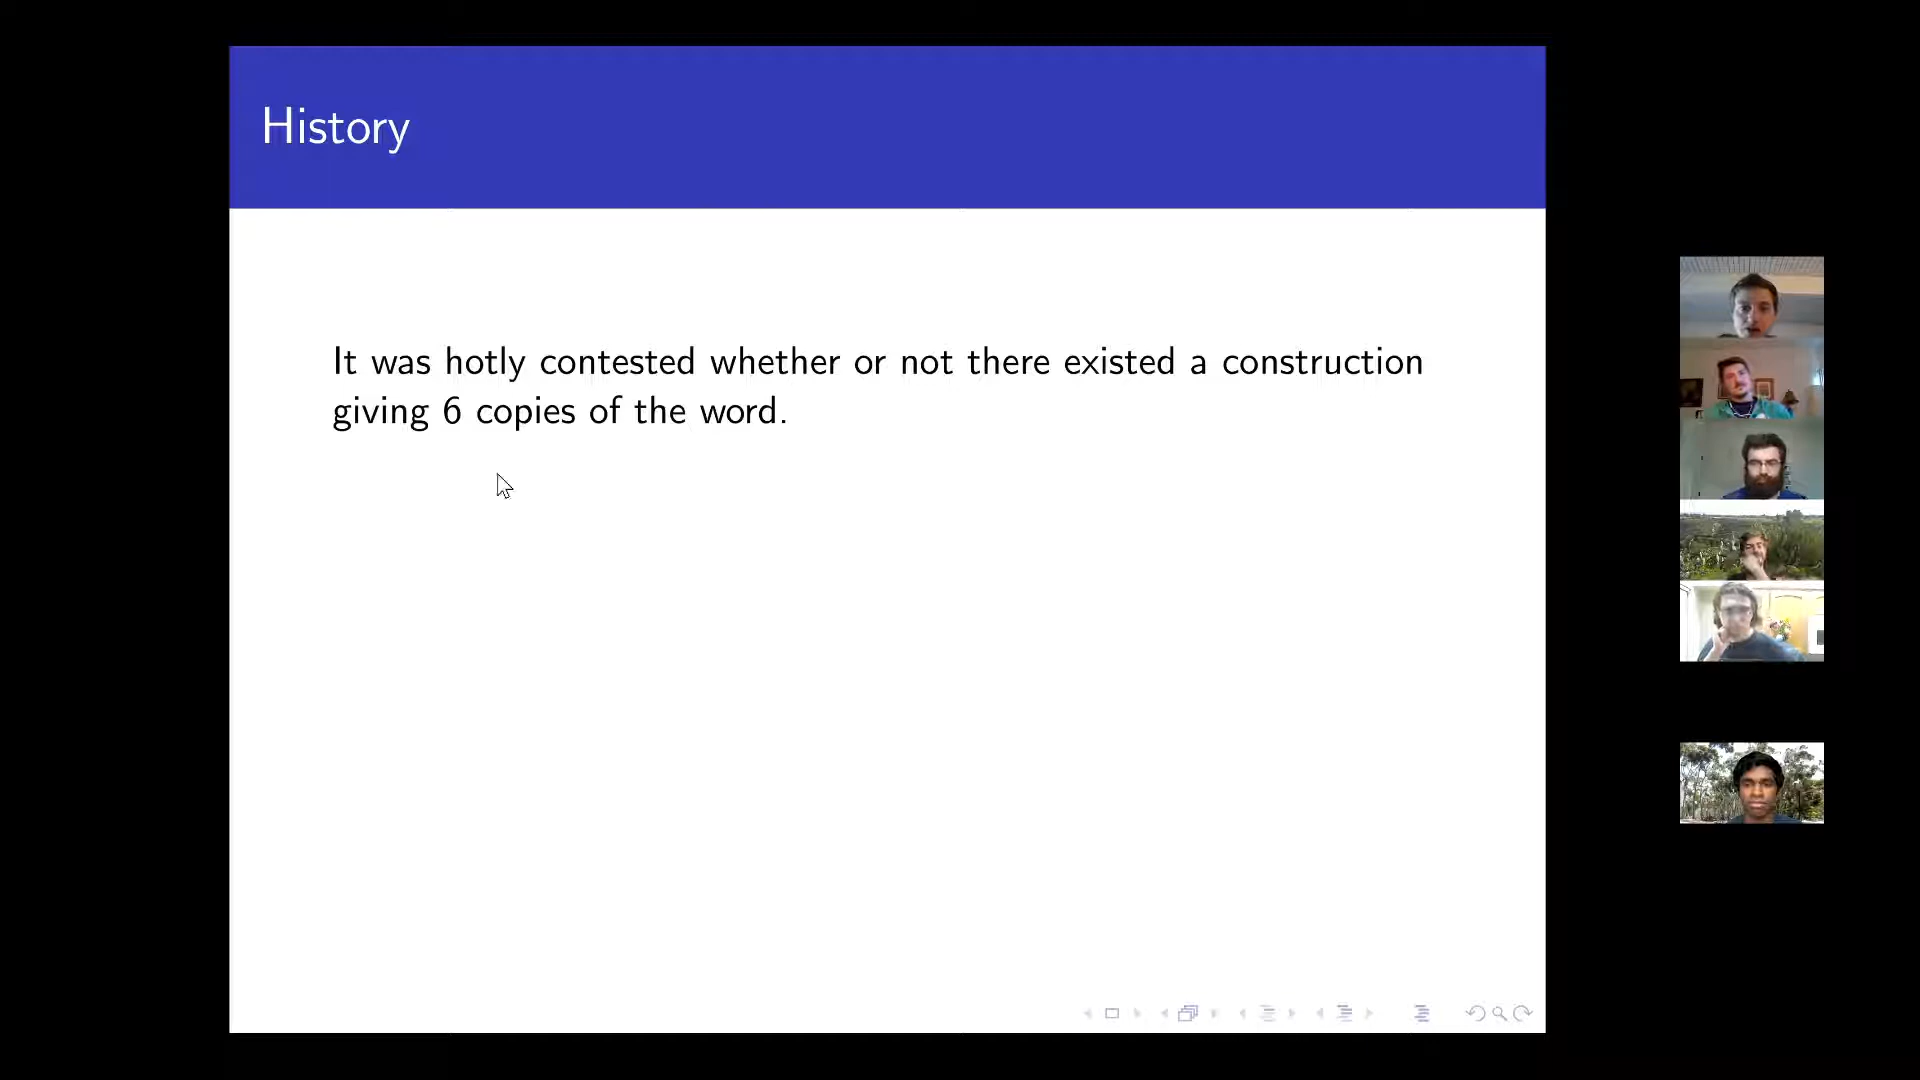 History
It was hotly contested whether or not there existed a construction
giving 6 copies of the word.